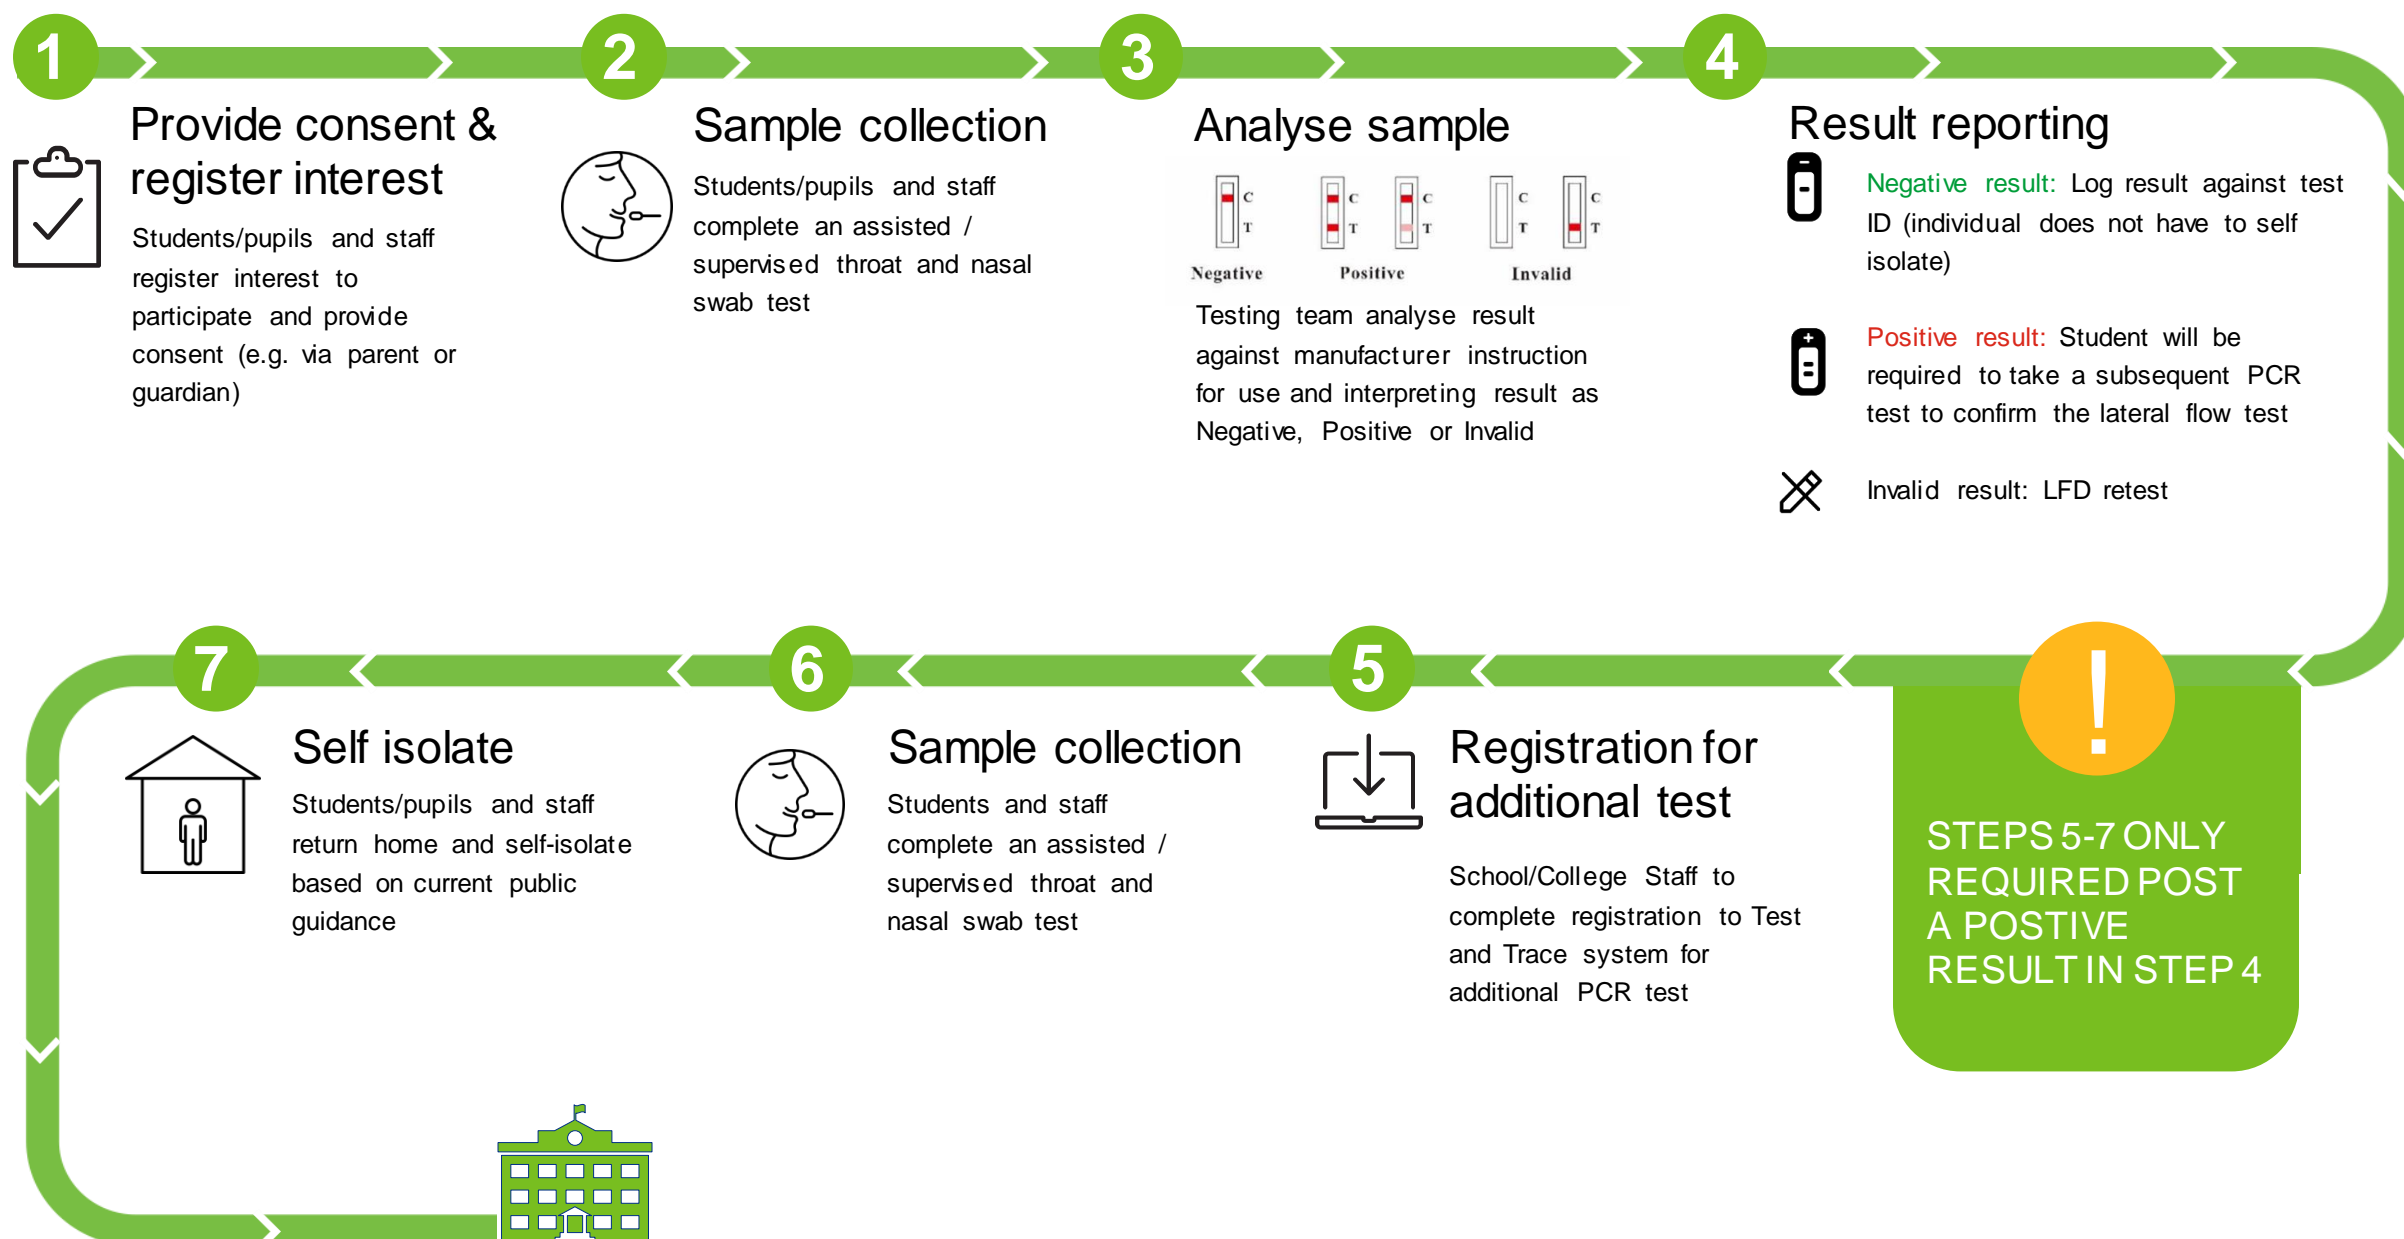 1
Provide consent &
register interest
Students/pupils and staff
register interest to
participate and provide
consent (e.g. via parent or
guardian)
2
Sample collection
Students/pupils and staff
complete an assisted /
supervised throat and nasal
swab test
3
Analyse sample
C
T
Negative
C
T
C
T
Positive
C
T
C
T
Invalid
Testing team analyse result
against manufacturer instruction
for use and interpreting result as
Negative, Positive or Invalid
4
Result reporting
Negative result: Log result against test
ID (individual does not have to self
isolate)
Positive result: Student will be
required to take a subsequent PCR
test to confirm the lateral flow test
Invalid result: LFD retest
!
STEPS 5-7 ONLY
REQUIRED POST
A POSTIVE
RESULT IN STEP 4
5
Registration for
additional test
School/College Staff to
complete registration to Test
and Trace system for
additional PCR test
6
Sample collection
Students and staff
complete an assisted /
supervised throat and
nasal swab test
7
Self isolate
Students/pupils and staff
return home and self-isolate
based on current public
guidance